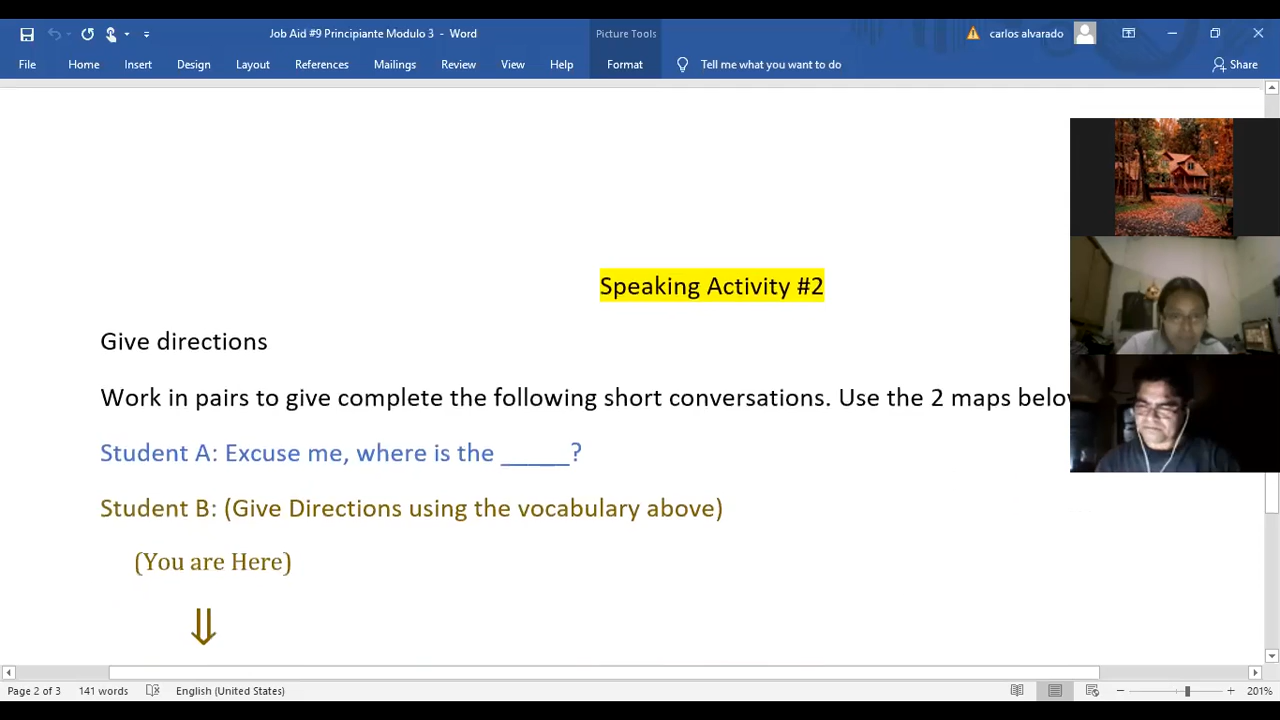 Job Aid #9 Principiante Modulo 3 - Word
Picture Tools
carlos alvarado
File Home Insert Design Layout References Mailings Review View Help Format Tell me what you want to do Share
Speaking Activity #2
Give directions
Work in pairs to give complete the following short conversations. Use the 2 maps
Student A: Excuse me, where is the _____?
Student B: (Give Directions using the vocabulary above)
(You are Here)
Page 2 of 3 141 words English (United States) 201%